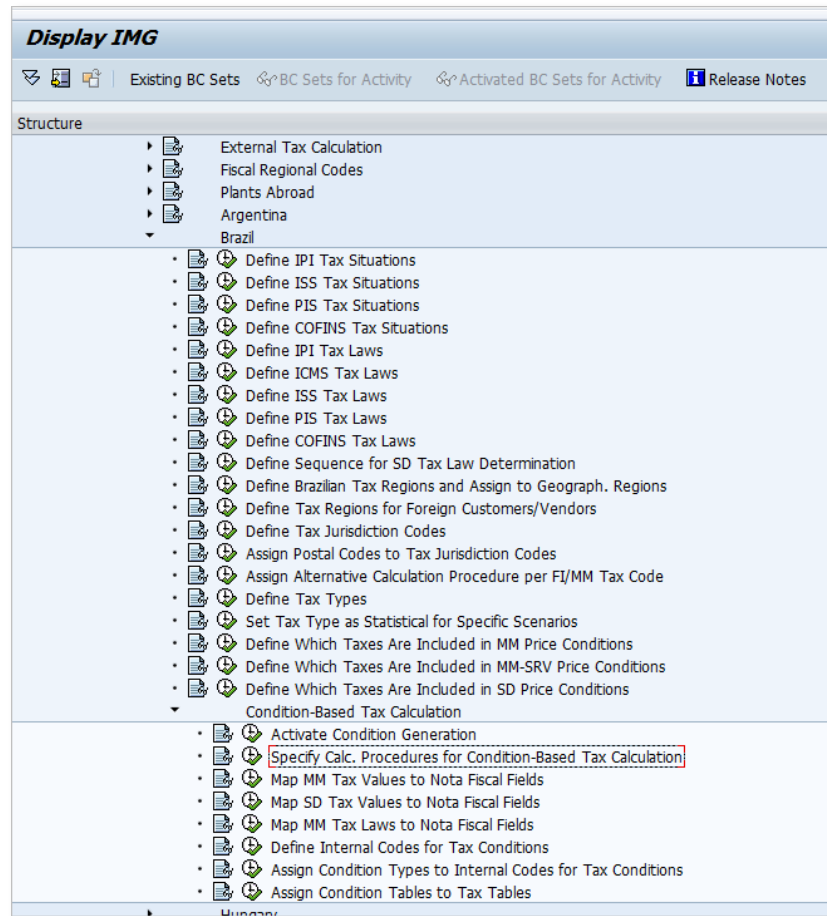 Display IMG
Existing BC Sets BC Sets for Activity Activated BC Sets for Activity Release Notes
Structure
External Tax Calculation
Fiscal Regional Codes
Plants Abroad
Argentina
Brazil
Define IPI Tax Situations
Define ISS Tax Situations
Define PIS Tax Situations
Define COFINS Tax Situations
Define IPI Tax Laws
Define ICMS Tax Laws
Define ISS Tax Laws
Define PIS Tax Laws
Define COFINS Tax Laws
Define Sequence for SD Tax Law Determination
Define Brazilian Tax Regions and Assign to Geograph. Regions
Define Tax Regions for Foreign Customers/Vendors
Define Tax Jurisdiction Codes
Assign Postal Codes to Tax Jurisdiction Codes
Assign Alternative Calculation Procedure per FI/MM Tax Code
Define Tax Types
Set Tax Type as Statistical for Specific Scenarios
Define Which Taxes Are Included in MM Price Conditions
Define Which Taxes Are Included in MM-SRV Price Conditions
Define Which Taxes Are Included in SD Price Conditions
Condition-Based Tax Calculation
Activate Condition Generation
Specify Calc. Procedures for Condition-Based Tax Calculation
Map MM Tax Values to Nota Fiscal Fields
Map SD Tax Values to Nota Fiscal Fields
Map MM Tax Laws to Nota Fiscal Fields
Define Internal Codes for Tax Conditions
Assign Condition Types to Internal Codes for Tax Conditions
Assign Condition Tables to Tax Tables
Hungary